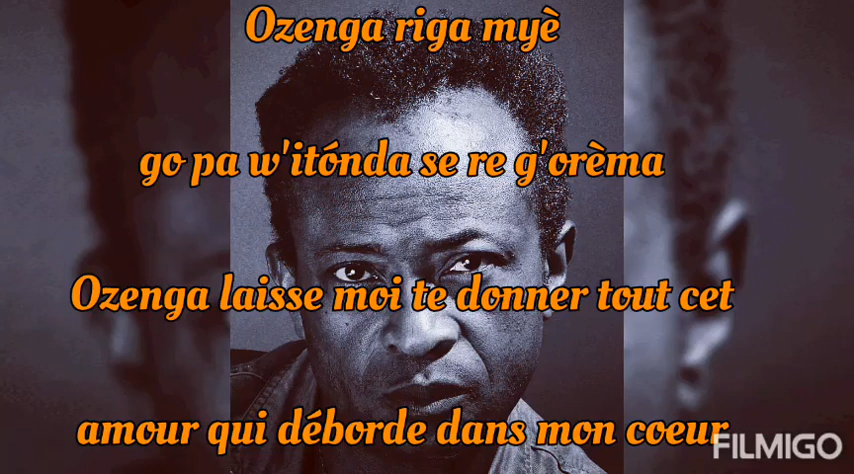 Ozenga riga myè
go pa w'itónda se re g'orèma
Ozenga laisse moi te donner tout cet
amour qui déborde dans mon coeur
FILMIGO